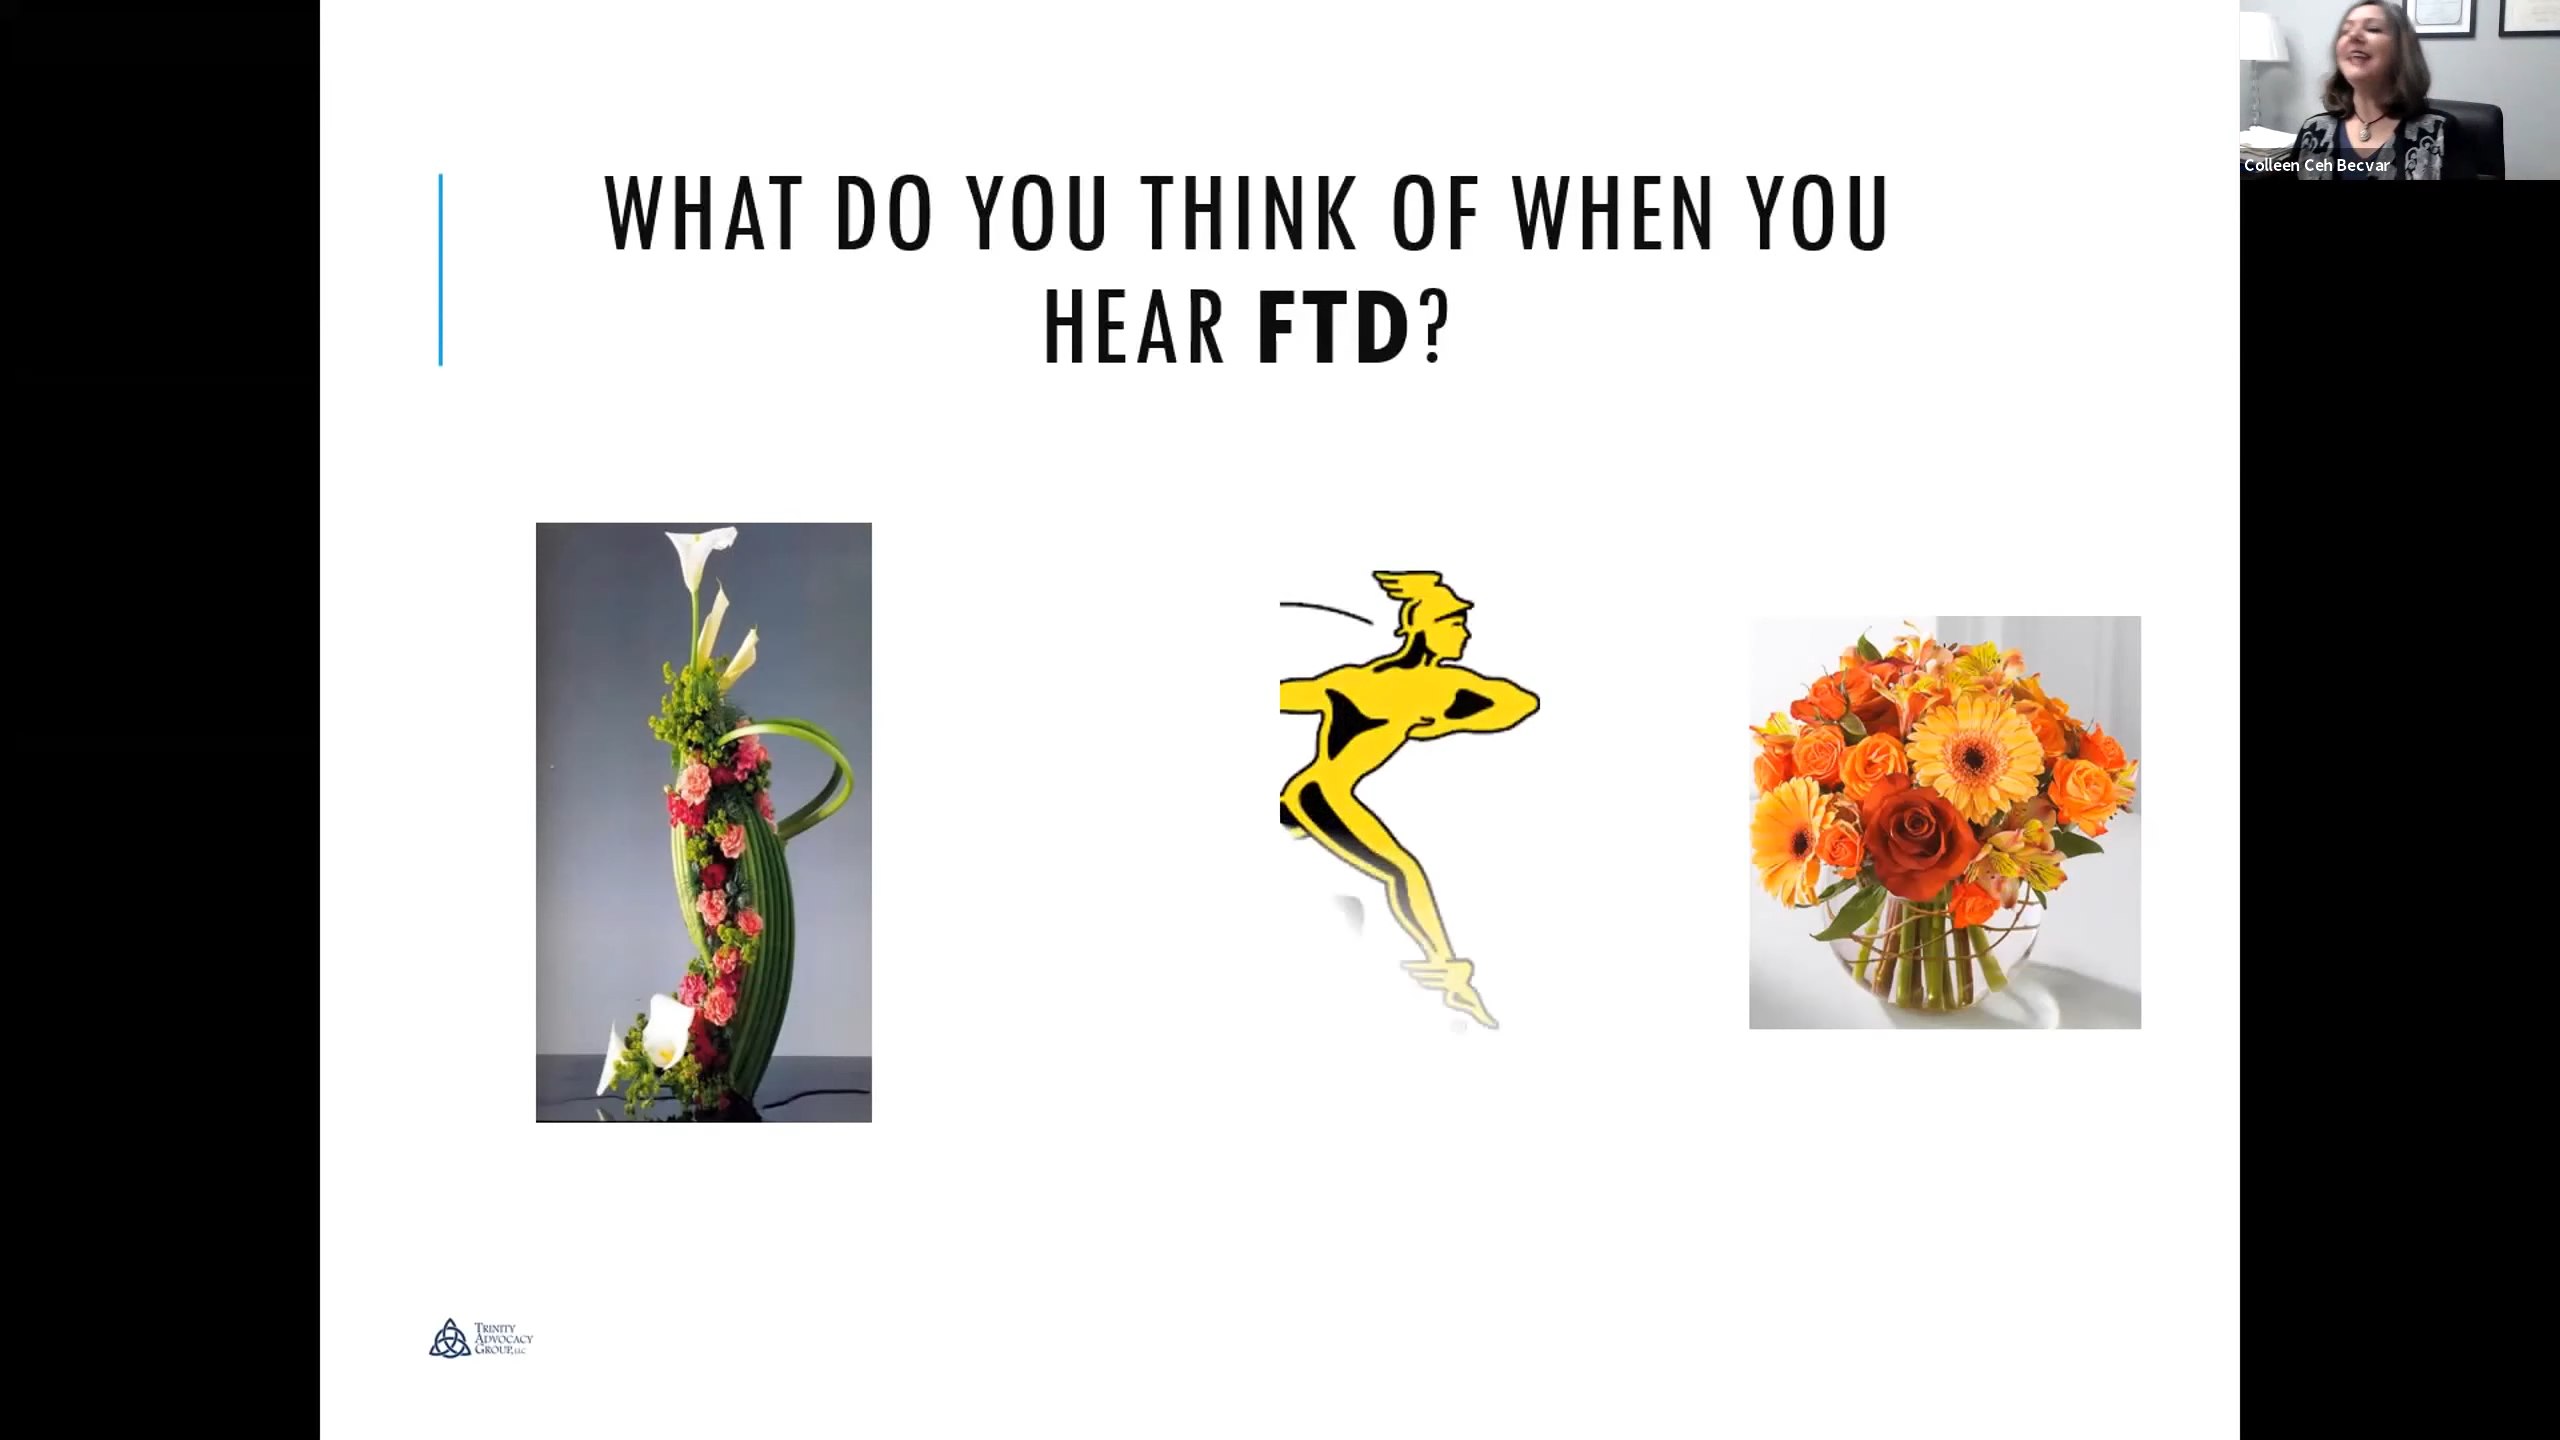 WHAT DO YOU THINK OF WHEN YOU
HEAR FTD?
Colleen Ceh Becvar
TRINITY
ADVOCACY
GROUP, LLC